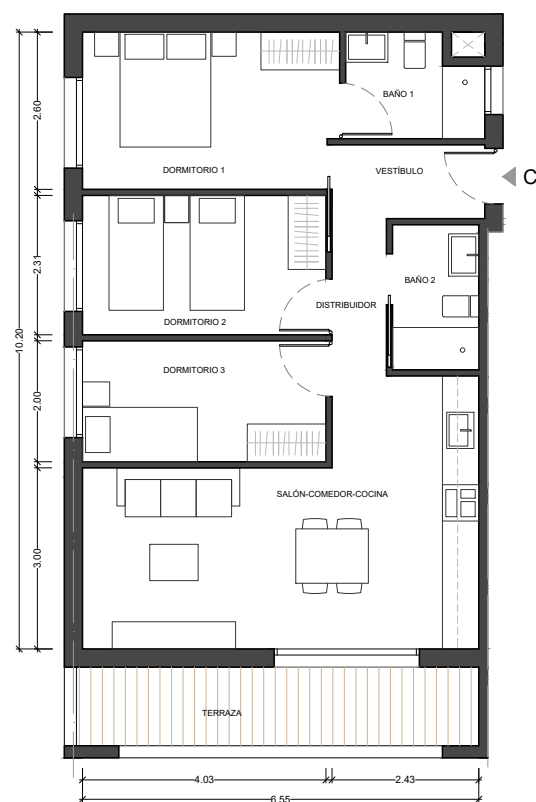 BAÑO 1
DORMITORIO 1
VESTÍBULO
C
DORMITORIO 2
DISTRIBUIDOR
BAÑO 2
DORMITORIO 3
SALÓN-COMEDOR-COCINA
TERRAZA
2.60
2.31
10.20
2.00
3.00
4.03
2.43
6.55